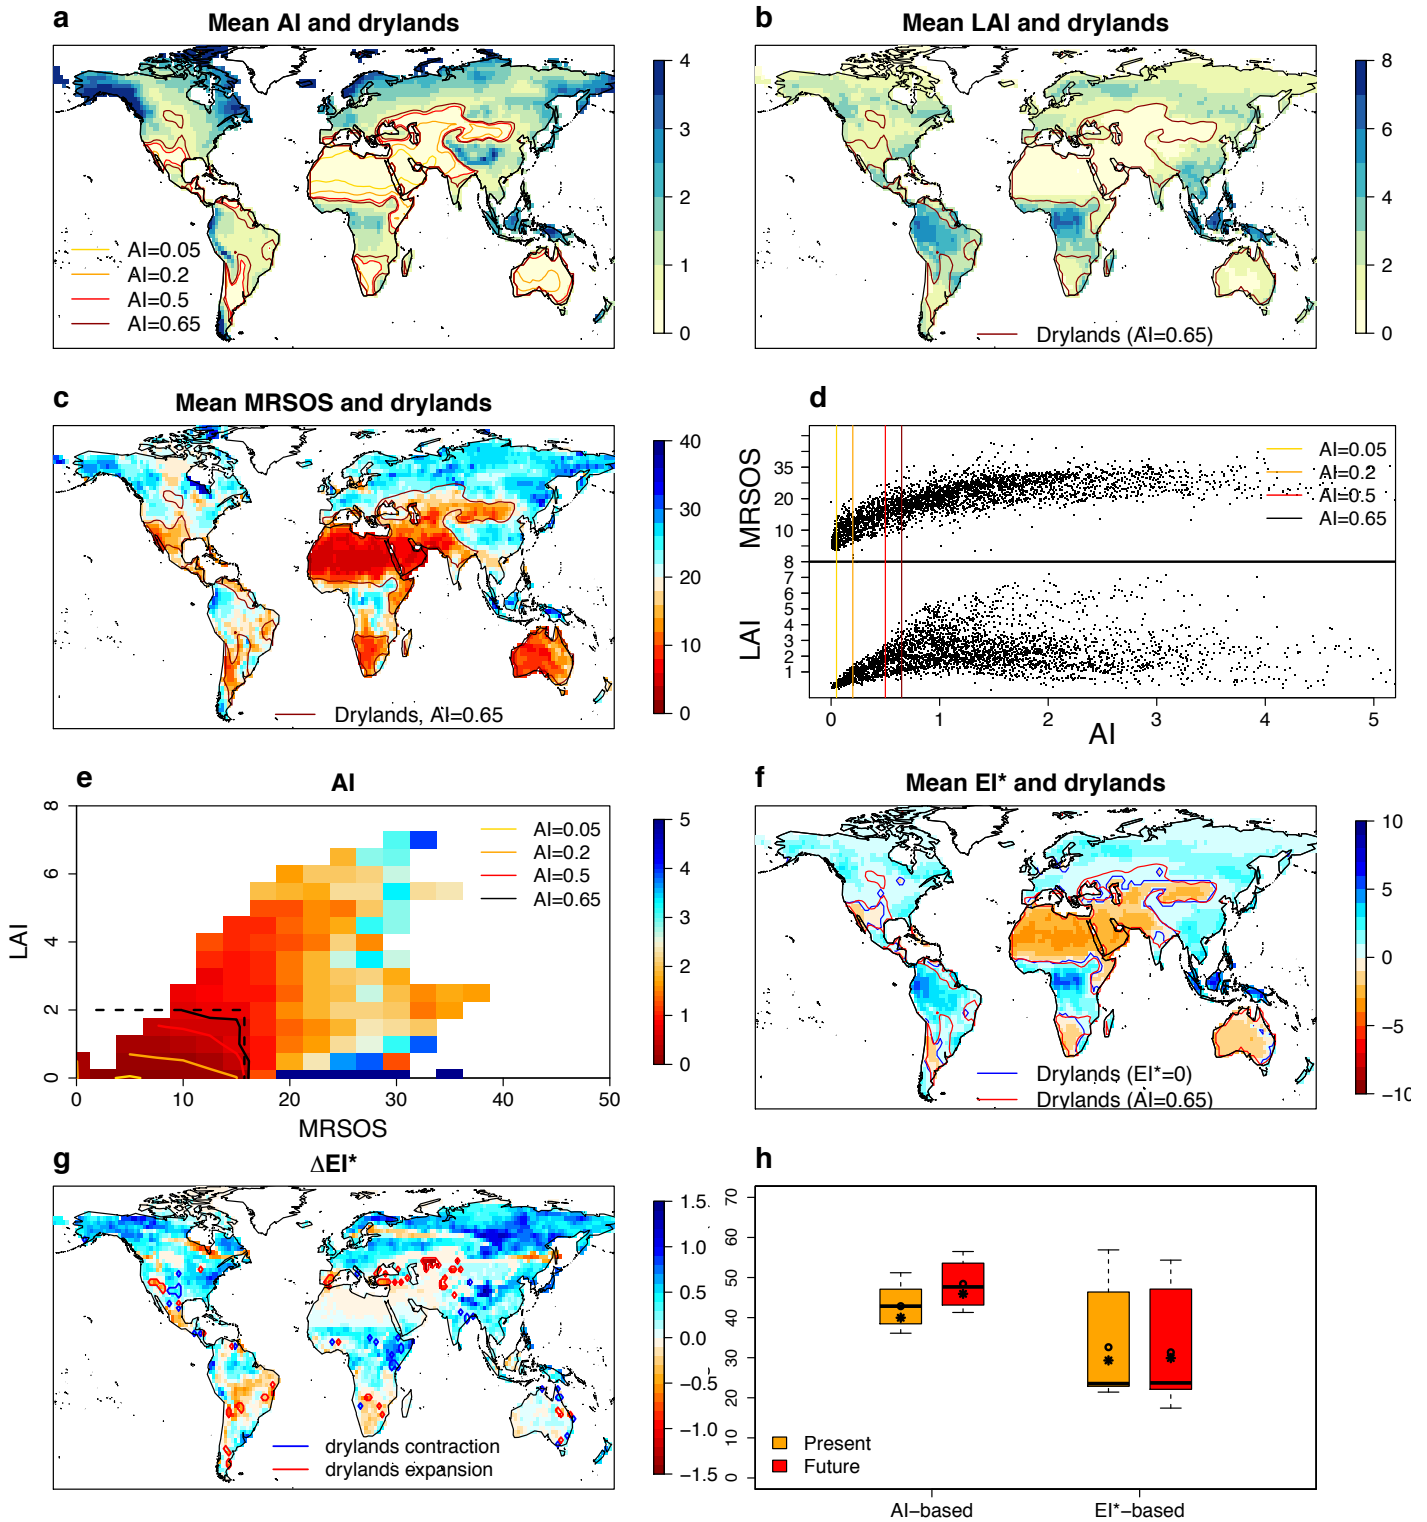 a
Mean AI and drylands
AI=0.05
AI=0.2
AI=0.5
AI=0.65
4
3
2
1
0
b
Mean LAI and drylands
Drylands (AI=0.65)
8
6
4
2
0
c
Mean MRSOS and drylands
Drylands, AI=0.65
40
30
20
10
0
d
MRSOS
35
20
10
8
LAI
7
6
5
4
3
2
1
AI=0.05
AI=0.2
AI=0.5
AI=0.65
0 1 2 3 4 5
AI
e
AI
LAI
8
6
4
2
0
AI=0.05
AI=0.2
AI=0.5
AI=0.65
0 10 20 30 40 50
MRSOS
5
4
3
2
1
0
f
Mean EI* and drylands
Drylands (EI*=0)
Drylands (AI=0.65)
10
5
0
−5
−10
g
ΔEI*
drylands contraction
drylands expansion
1.5
1.0
0.5
0.0
−0.5
−1.0
−1.5
h
70
60
50
40
30
20
10
0
Present
Future
AI−based EI*−based